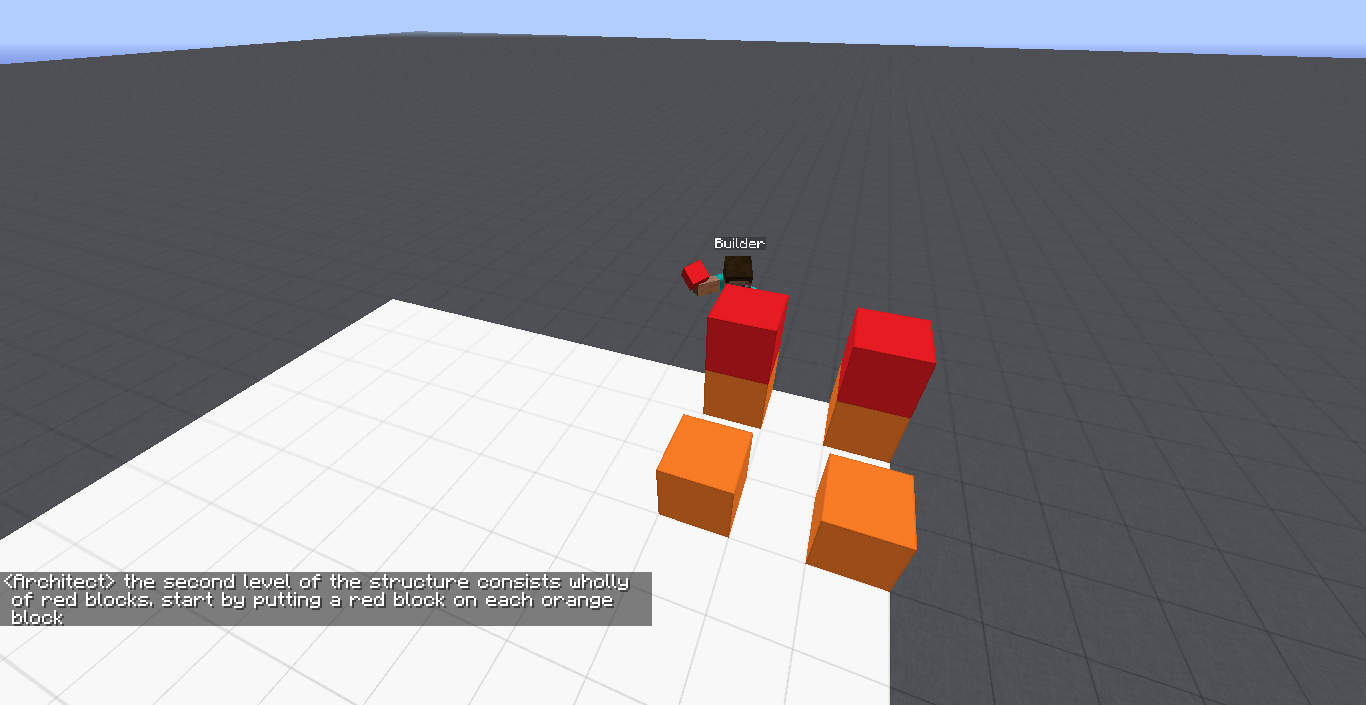 Builder
<Architect> the second level of the structure consists wholly
of red blocks. start by putting a red block on each orange
block